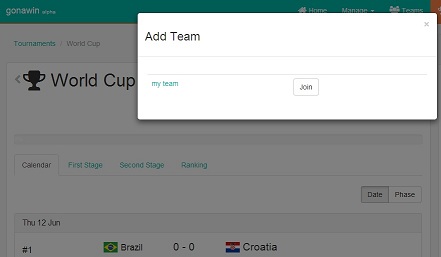 gonawin alpha
Home Manage Teams
×
Add Team
Tournaments World Cup
my team Join
World Cup
Calendar First Stage Second Stage Ranking
Date Phase
Thu 12 Jun
#1 Brazil 0 - 0 Croatia